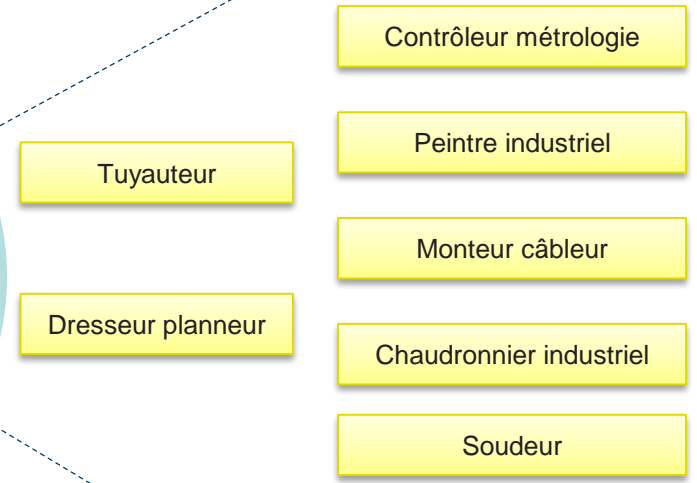 Contrôleur métrologie
Peintre industriel
Tuyauteur
Monteur câbleur
Dresseur planneur
Chaudronnier industriel
Soudeur